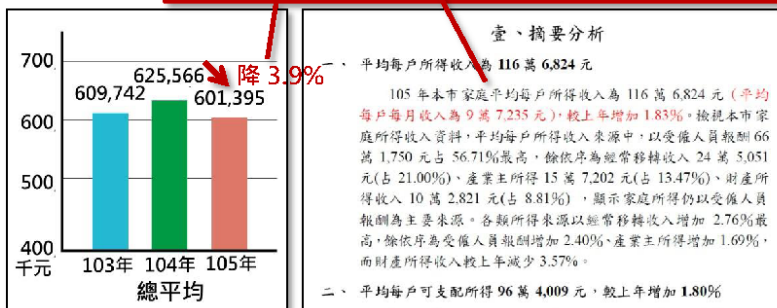 700
600
500
400
千元
609,742
625,566
601,395
降 3.9%
103年 104年 105年
總平均
壹、摘要分析
一、 平均每戶所得收入為 116 萬 6,824 元
105 年本市家庭平均每戶所得收入為 116 萬 6,824 元（平均
每戶每月收入為 9 萬 7,235 元），較上年增加 1.83%。檢視本市家
庭所得收入資料，平均每戶所得收入來源中，以受僱人員報酬 66
萬 1,750 元占 56.71%最高，餘依序為經常移轉收入 24 萬 5,051
元(占 21.00%)、產業主所得 15 萬 7,202 元(占 13.47%)、財產所
得收入 10 萬 2,821 元(占 8.81%)，顯示家庭所得仍以受僱人員
報酬為主要來源。各類所得來源以經常移轉收入增加 2.76%最
高，餘依序為受僱人員報酬增加 2.40%、產業主所得增加 1.69%，
而財產所得收入較上年減少 3.57%。
二、 平均每戶可支配所得 96 萬 4,009 元，較上年增加 1.80%